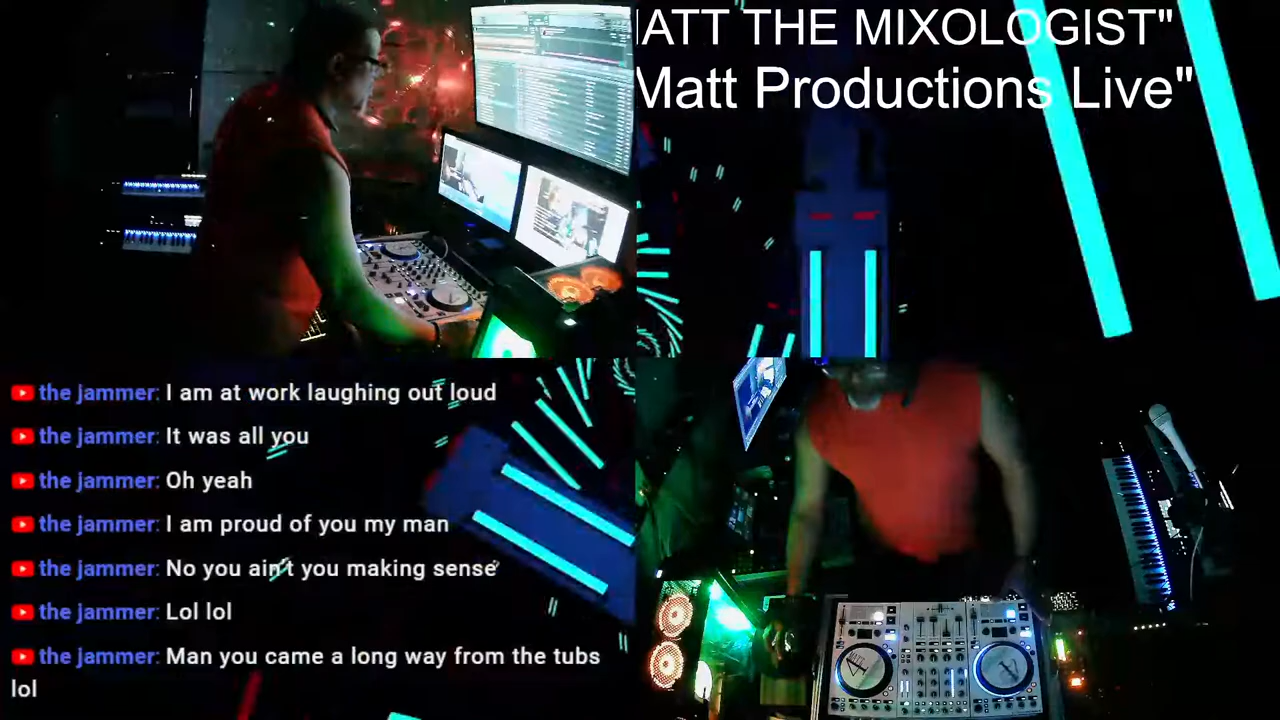 ATT THE MIXOLOGIST"
Matt Productions Live"
the jammer: I am at work laughing out loud
the jammer: It was all you
the jammer: Oh yeah
the jammer: I am proud of you my man
the jammer: No you ain't you making sense
the jammer: Lol lol
the jammer: Man you came a long way from the tubs
lol